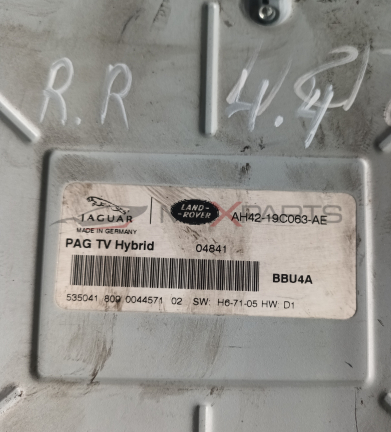 R.R 4.4
JAGUAR
LAND-
-ROVER
AH42-19C063-AE
MADE IN GERMANY
PAG TV Hybrid 04841
BBU4A
535041 809 0044571 02 SW: H6-71-05 HW: D1